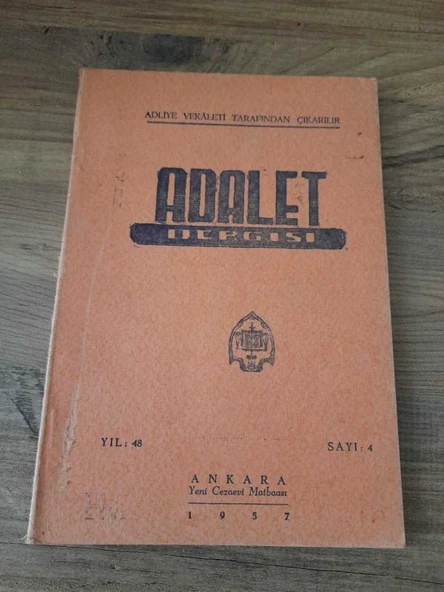 ADLİYE VEKÂLETİ TARAFINDAN ÇIKARILIR
ADALET
DERGİSİ
YIL: 48
SAYI: 4
ANKARA
Yeni Cezaevi Matbaası
1957